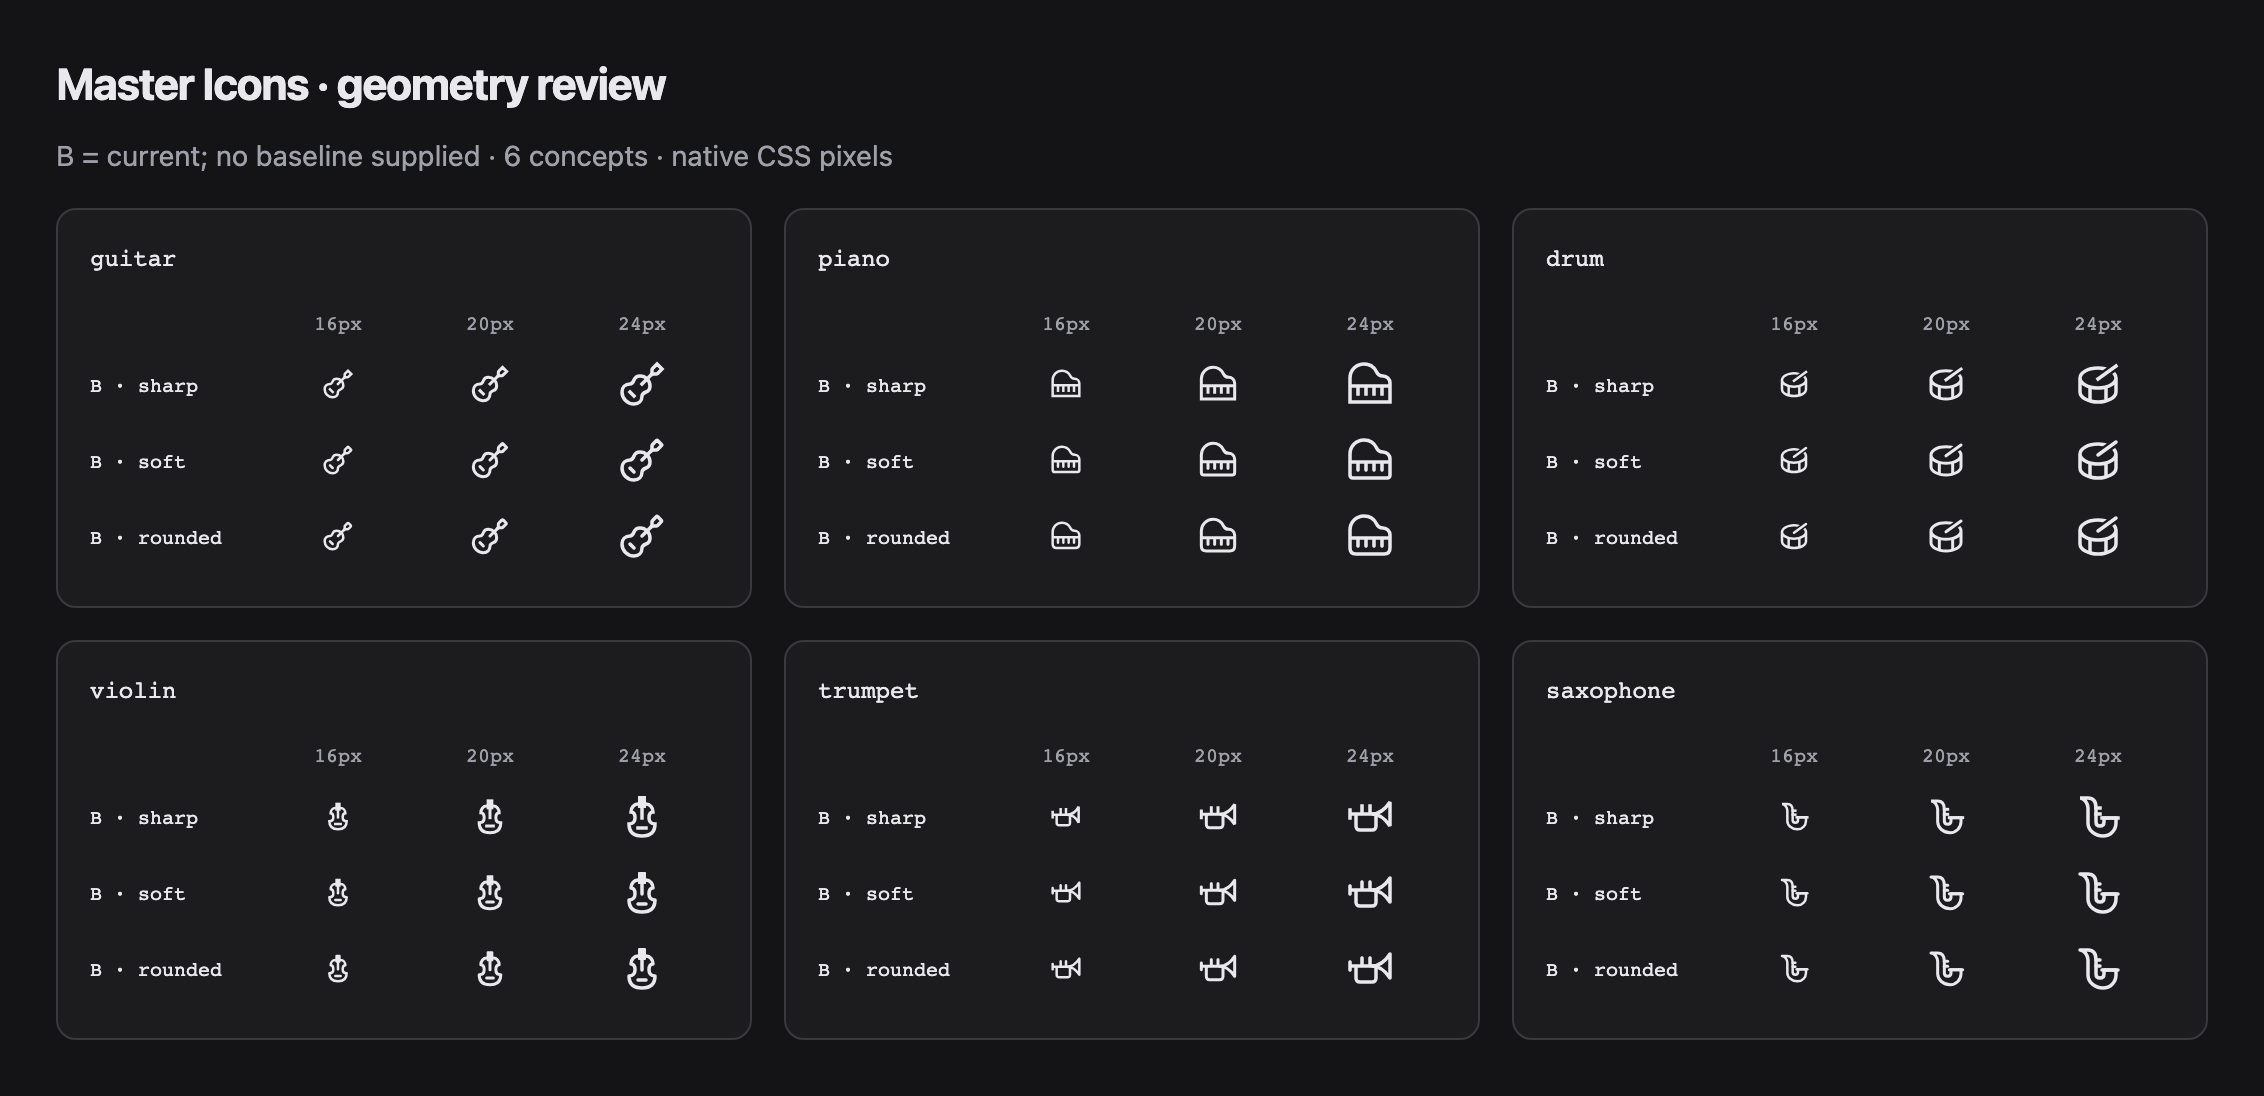 Master Icons · geometry review
B = current; no baseline supplied · 6 concepts · native CSS pixels
guitar
16px 20px 24px
B · sharp
B · soft
B · rounded
piano
16px 20px 24px
B · sharp
B · soft
B · rounded
drum
16px 20px 24px
B · sharp
B · soft
B · rounded
violin
16px 20px 24px
B · sharp
B · soft
B · rounded
trumpet
16px 20px 24px
B · sharp
B · soft
B · rounded
saxophone
16px 20px 24px
B · sharp
B · soft
B · rounded